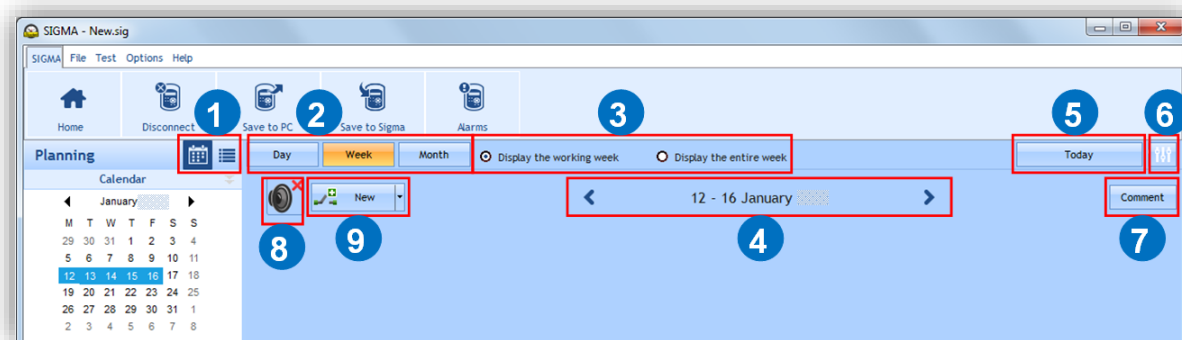 SIGMA - New.sig
SIGMA File Test Options Help
Home Disconnect Save to PC Save to Sigma Alarms
1 2 3 5 6
Planning Day Week Month Display the working week Display the entire week Today
Calendar
January New 12 - 16 January Comment
8 9 4 7
M T W T F S S
29 30 31 1 2 3 4
5 6 7 8 9 10 11
12 13 14 15 16 17 18
19 20 21 22 23 24 25
26 27 28 29 30 31 1
2 3 4 5 6 7 8